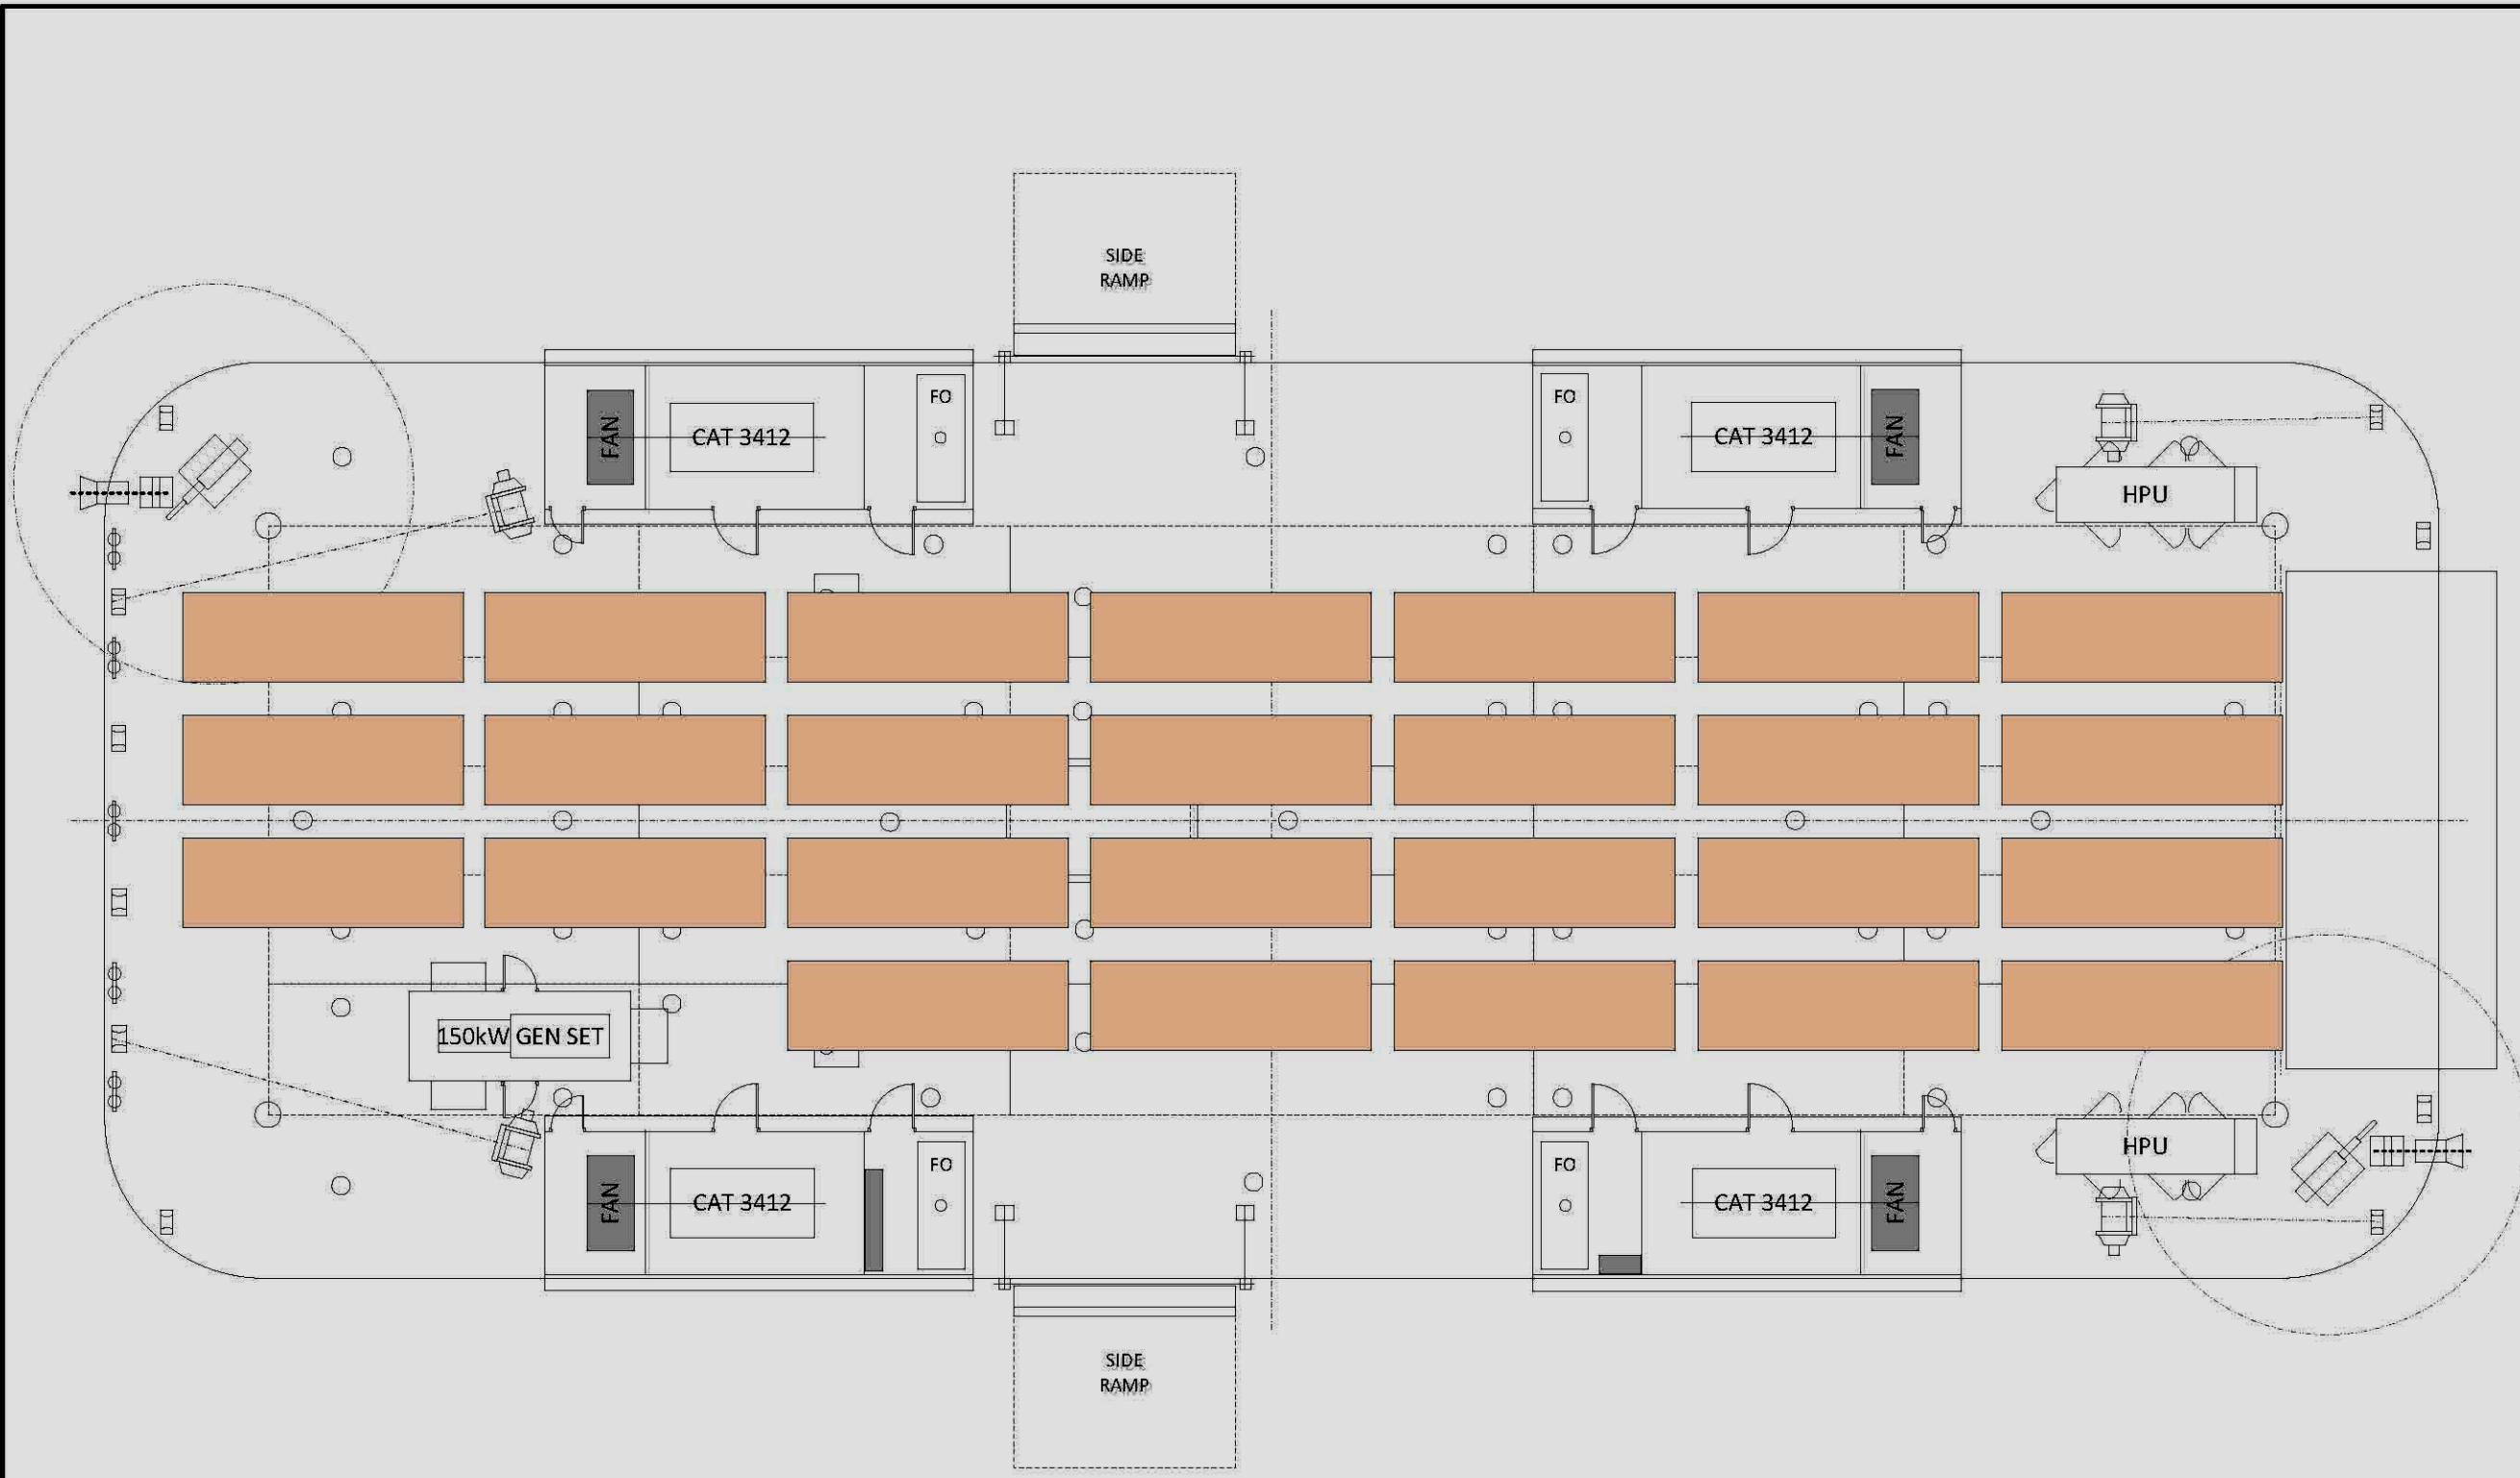 SIDE
RAMP
FAN
CAT 3412
FO
FO
CAT 3412
FAN
HPU
150kW GEN SET
HPU
FAN
CAT 3412
FO
FO
CAT 3412
FAN
SIDE
RAMP